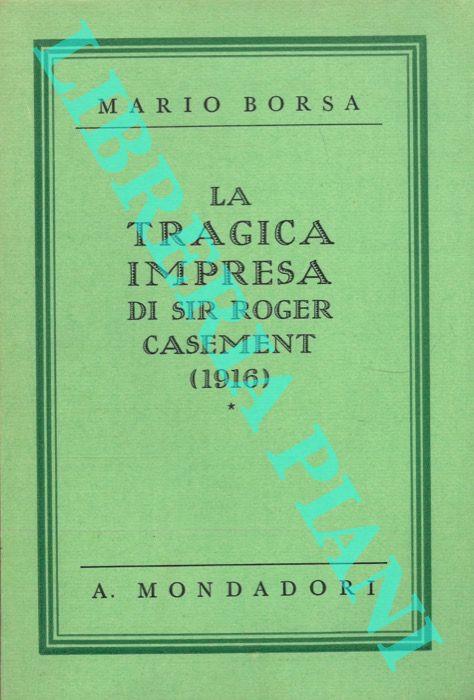 MARIO BORSA
LA
TRAGICA
IMPRESA
DI SIR ROGER
CASEMENT
(1916)
*
A. MONDADORI
LIBRERIA PIANI